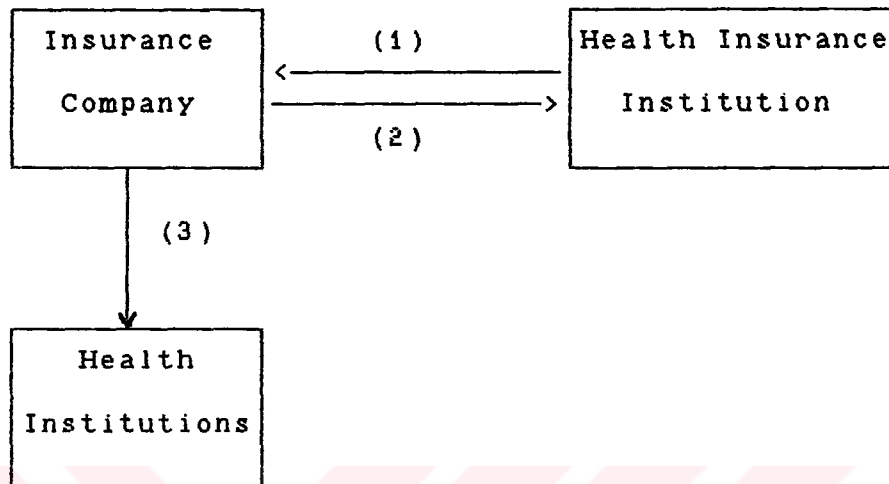 Insurance
Company
(1)
(2)
Health Insurance
Institution
(3)
Health
Institutions